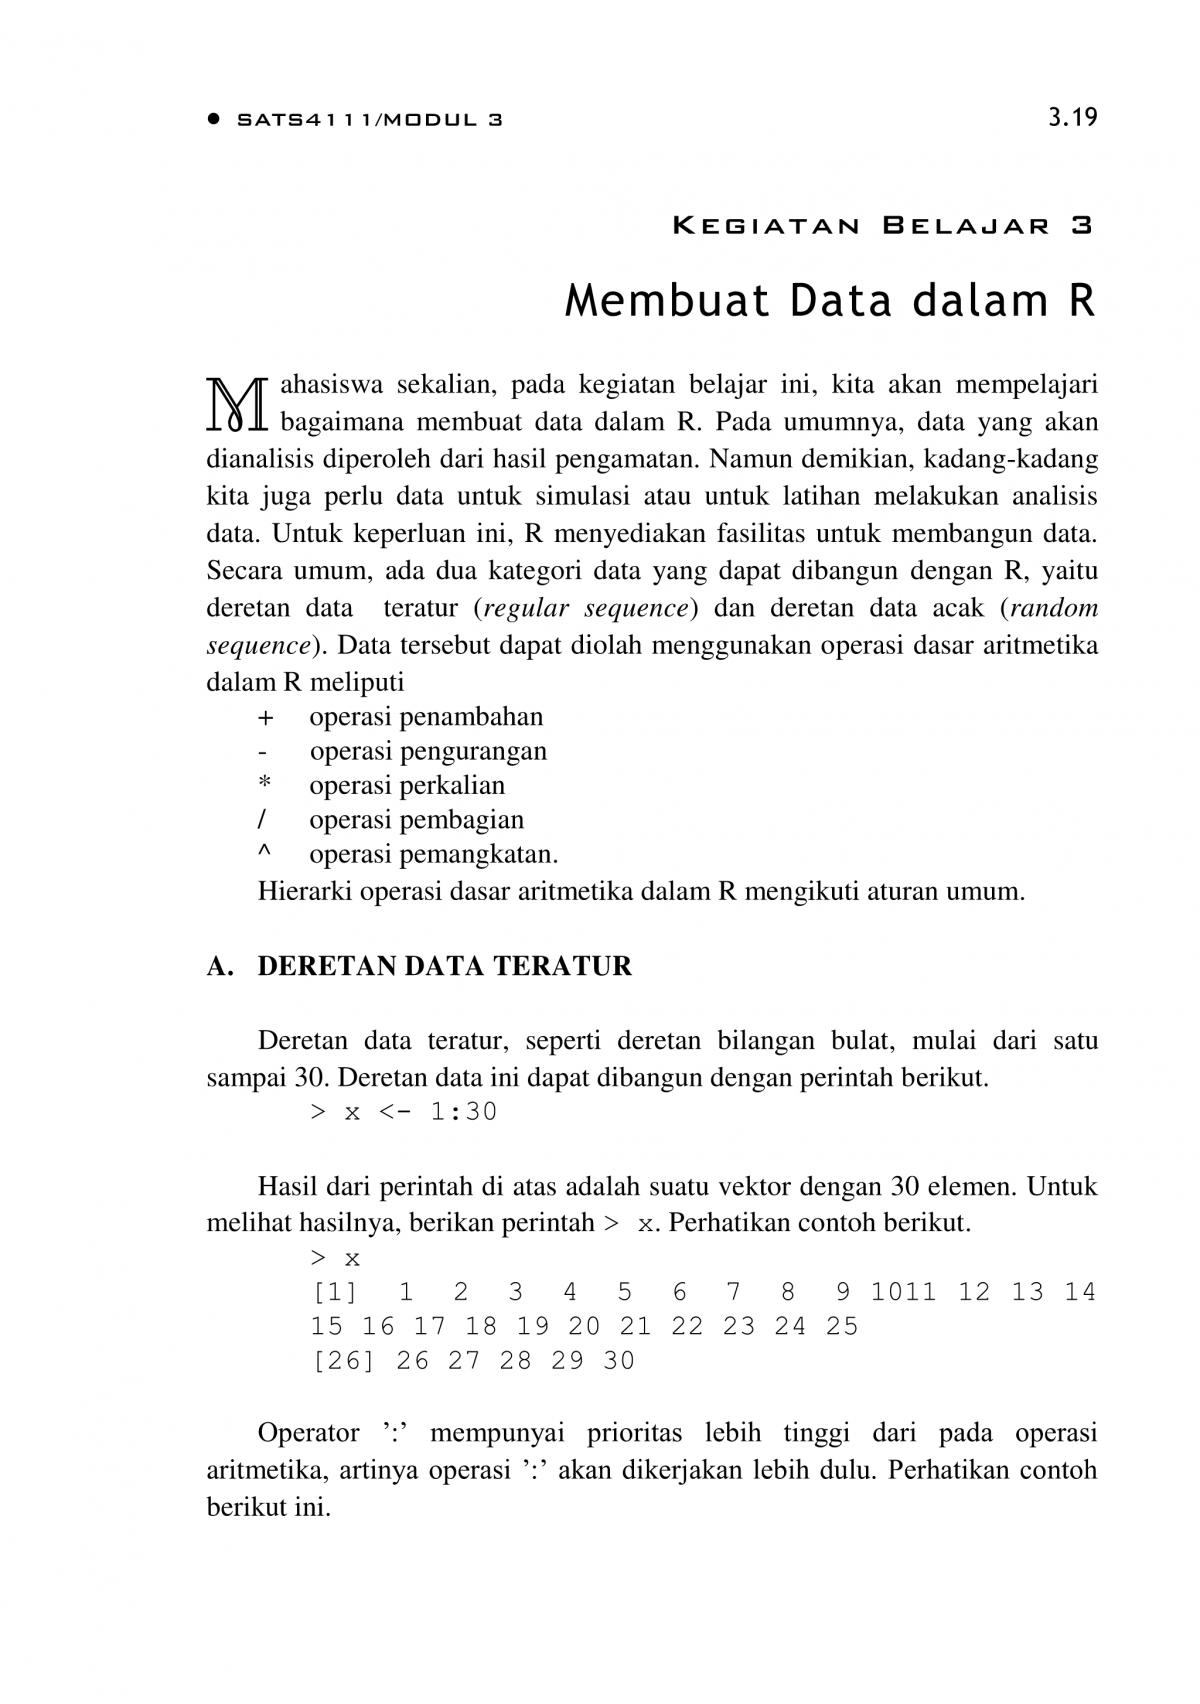 ● SATS4111/MODUL 3 3.19
KEGIATAN BELAJAR 3
Membuat Data dalam R
Mahasiswa sekalian, pada kegiatan belajar ini, kita akan mempelajari
bagaimana membuat data dalam R. Pada umumnya, data yang akan
dianalisis diperoleh dari hasil pengamatan. Namun demikian, kadang-kadang
kita juga perlu data untuk simulasi atau untuk latihan melakukan analisis
data. Untuk keperluan ini, R menyediakan fasilitas untuk membangun data.
Secara umum, ada dua kategori data yang dapat dibangun dengan R, yaitu
deretan data teratur (regular sequence) dan deretan data acak (random
sequence). Data tersebut dapat diolah menggunakan operasi dasar aritmetika
dalam R meliputi
+ operasi penambahan
- operasi pengurangan
* operasi perkalian
/ operasi pembagian
^ operasi pemangkatan.
Hierarki operasi dasar aritmetika dalam R mengikuti aturan umum.
A. DERETAN DATA TERATUR
Deretan data teratur, seperti deretan bilangan bulat, mulai dari satu
sampai 30. Deretan data ini dapat dibangun dengan perintah berikut.
> x <- 1:30
Hasil dari perintah di atas adalah suatu vektor dengan 30 elemen. Untuk
melihat hasilnya, berikan perintah > x. Perhatikan contoh berikut.
> x
[1] 1 2 3 4 5 6 7 8 9 1011 12 13 14
15 16 17 18 19 20 21 22 23 24 25
[26] 26 27 28 29 30
Operator ’:’ mempunyai prioritas lebih tinggi dari pada operasi
aritmetika, artinya operasi ’:’ akan dikerjakan lebih dulu. Perhatikan contoh
berikut ini.